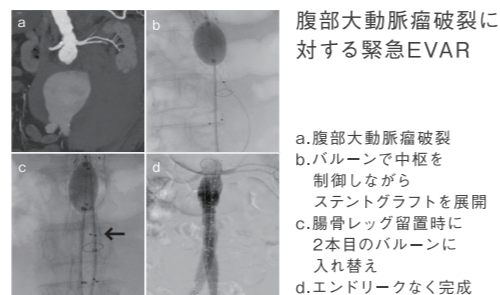 腹部大動脈瘤破裂に
対する緊急EVAR
a
b
c
d
a.腹部大動脈瘤破裂
b.バルーンで中枢を
制御しながら
ステントグラフトを展開
c.腸骨レッグ留置時に
2本目のバルーンに
入れ替え
d.エンドリークなく完成